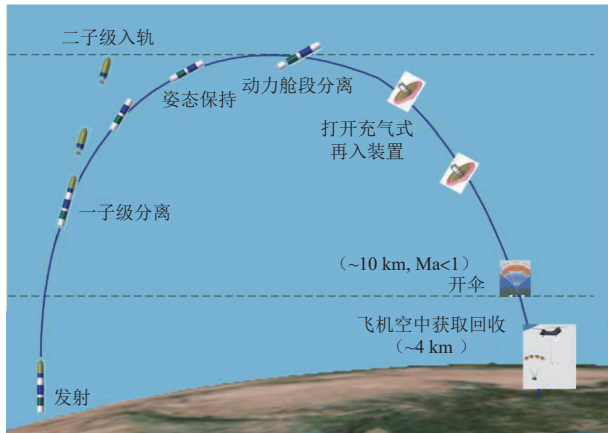 二子级入轨
动力舱段分离
姿态保持
打开充气式
再入装置
一子级分离
（~10 km, Ma<1）
开伞
飞机空中获取回收
（~4 km ）
发射